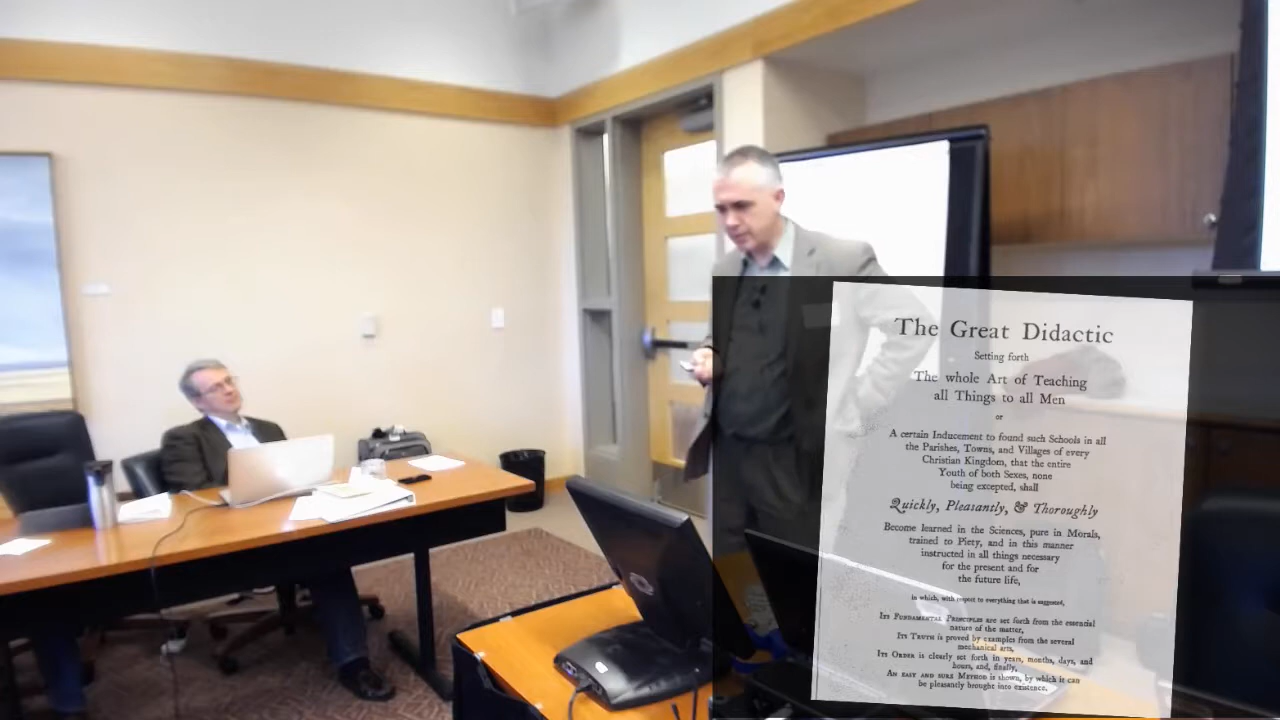 The Great Didactic
Setting forth
The whole Art of Teaching
all Things to all Men
or
A certain Inducement to found such Schools in all
the Parishes, Towns, and Villages of every
Christian Kingdom, that the entire
Youth of both Sexes, none
being excepted, shall
Quickly, Pleasantly, & Thoroughly
Become learned in the Sciences, pure in Morals,
trained to Piety, and in this manner
instructed in all things necessary
for the present and for
the future life,
in which, with respect to everything that is suggested,
Its Fundamental Principles are set forth from the essential
nature of the matter,
Its Truth is proved by examples from the several
mechanical arts,
Its Order is clearly set forth in years, months, days, and
hours, and, finally,
An easy and sure Method is shown, by which it can
be pleasantly brought into existence.